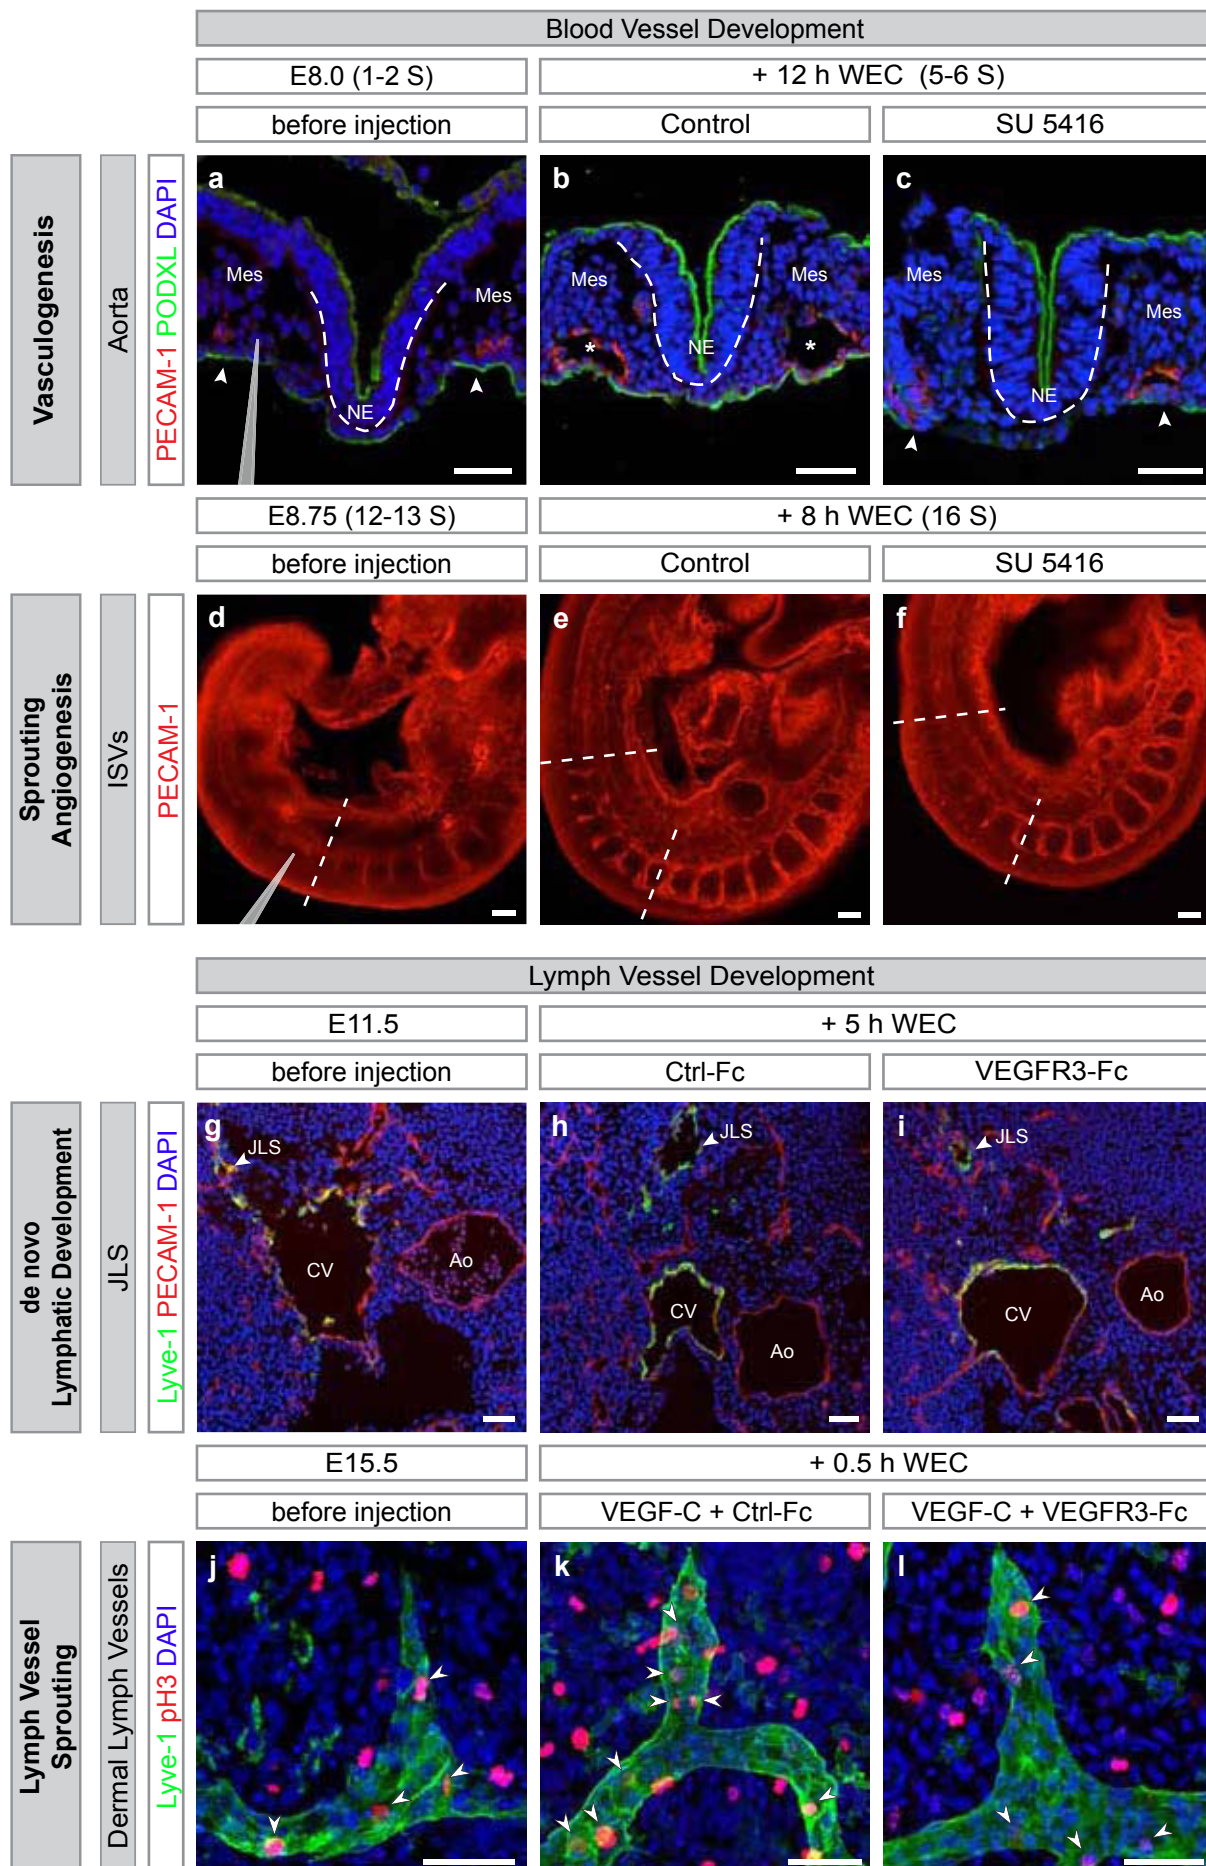 Blood Vessel Development
E8.0 (1-2 S)
+ 12 h WEC (5-6 S)
before injection
Control
SU 5416
Vasculogenesis
Aorta
PECAM-1 PODXL DAPI
a
Mes
Mes
NE
b
Mes
Mes
*
*
NE
c
Mes
Mes
NE
E8.75 (12-13 S)
+ 8 h WEC (16 S)
before injection
Control
SU 5416
Sprouting
Angiogenesis
ISVs
PECAM-1
d
e
f
Lymph Vessel Development
E11.5
+ 5 h WEC
before injection
Ctrl-Fc
VEGFR3-Fc
de novo
Lymphatic Development
JLS
Lyve-1 PECAM-1 DAPI
g
JLS
CV
Ao
h
JLS
CV
Ao
i
JLS
CV
Ao
E15.5
+ 0.5 h WEC
before injection
VEGF-C + Ctrl-Fc
VEGF-C + VEGFR3-Fc
Lymph Vessel
Sprouting
Dermal Lymph Vessels
Lyve-1 pH3 DAPI
j
k
l